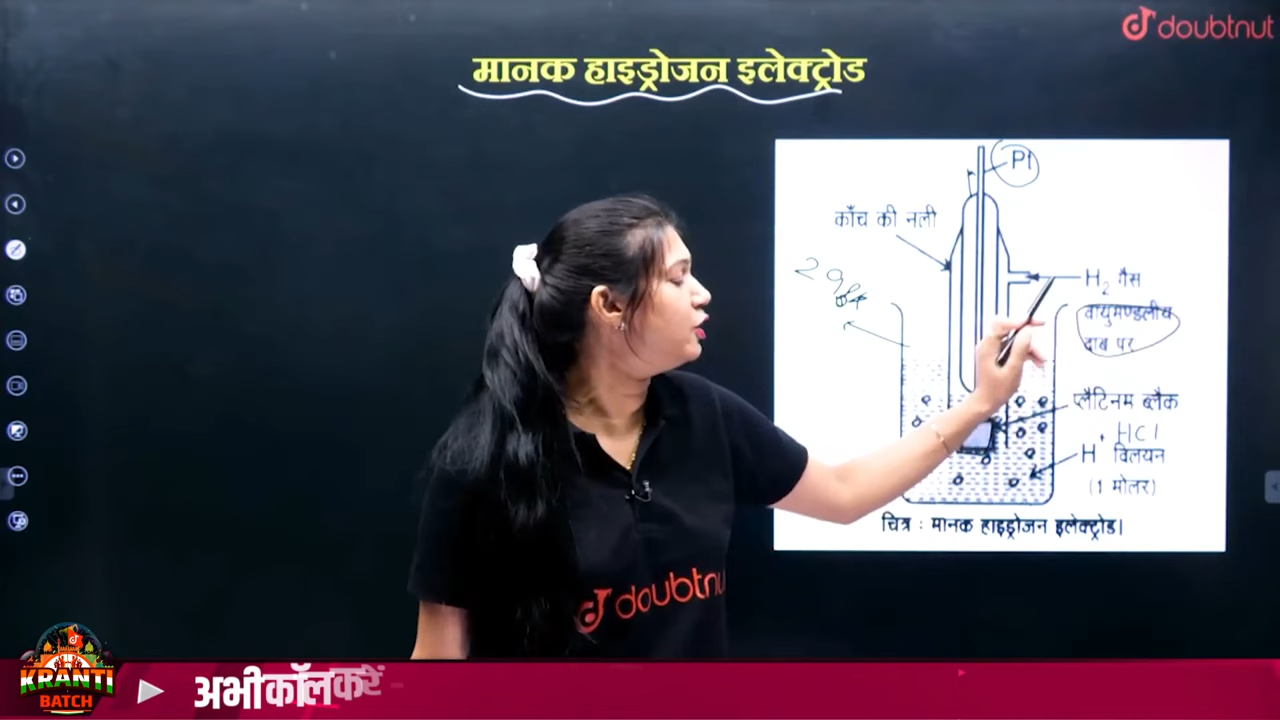 doubtnut
मानक हाइड्रोजन इलेक्ट्रोड
Pt
काँच की नली
H₂ गैस
वायुमण्डलीय
दाब पर
प्लैटिनम ब्लैक
HCl
H⁺ विलयन
(1 मोलर)
चित्र : मानक हाइड्रोजन इलेक्ट्रोड।
doubtnu
KRANTI
BATCH
अभी कॉल करें